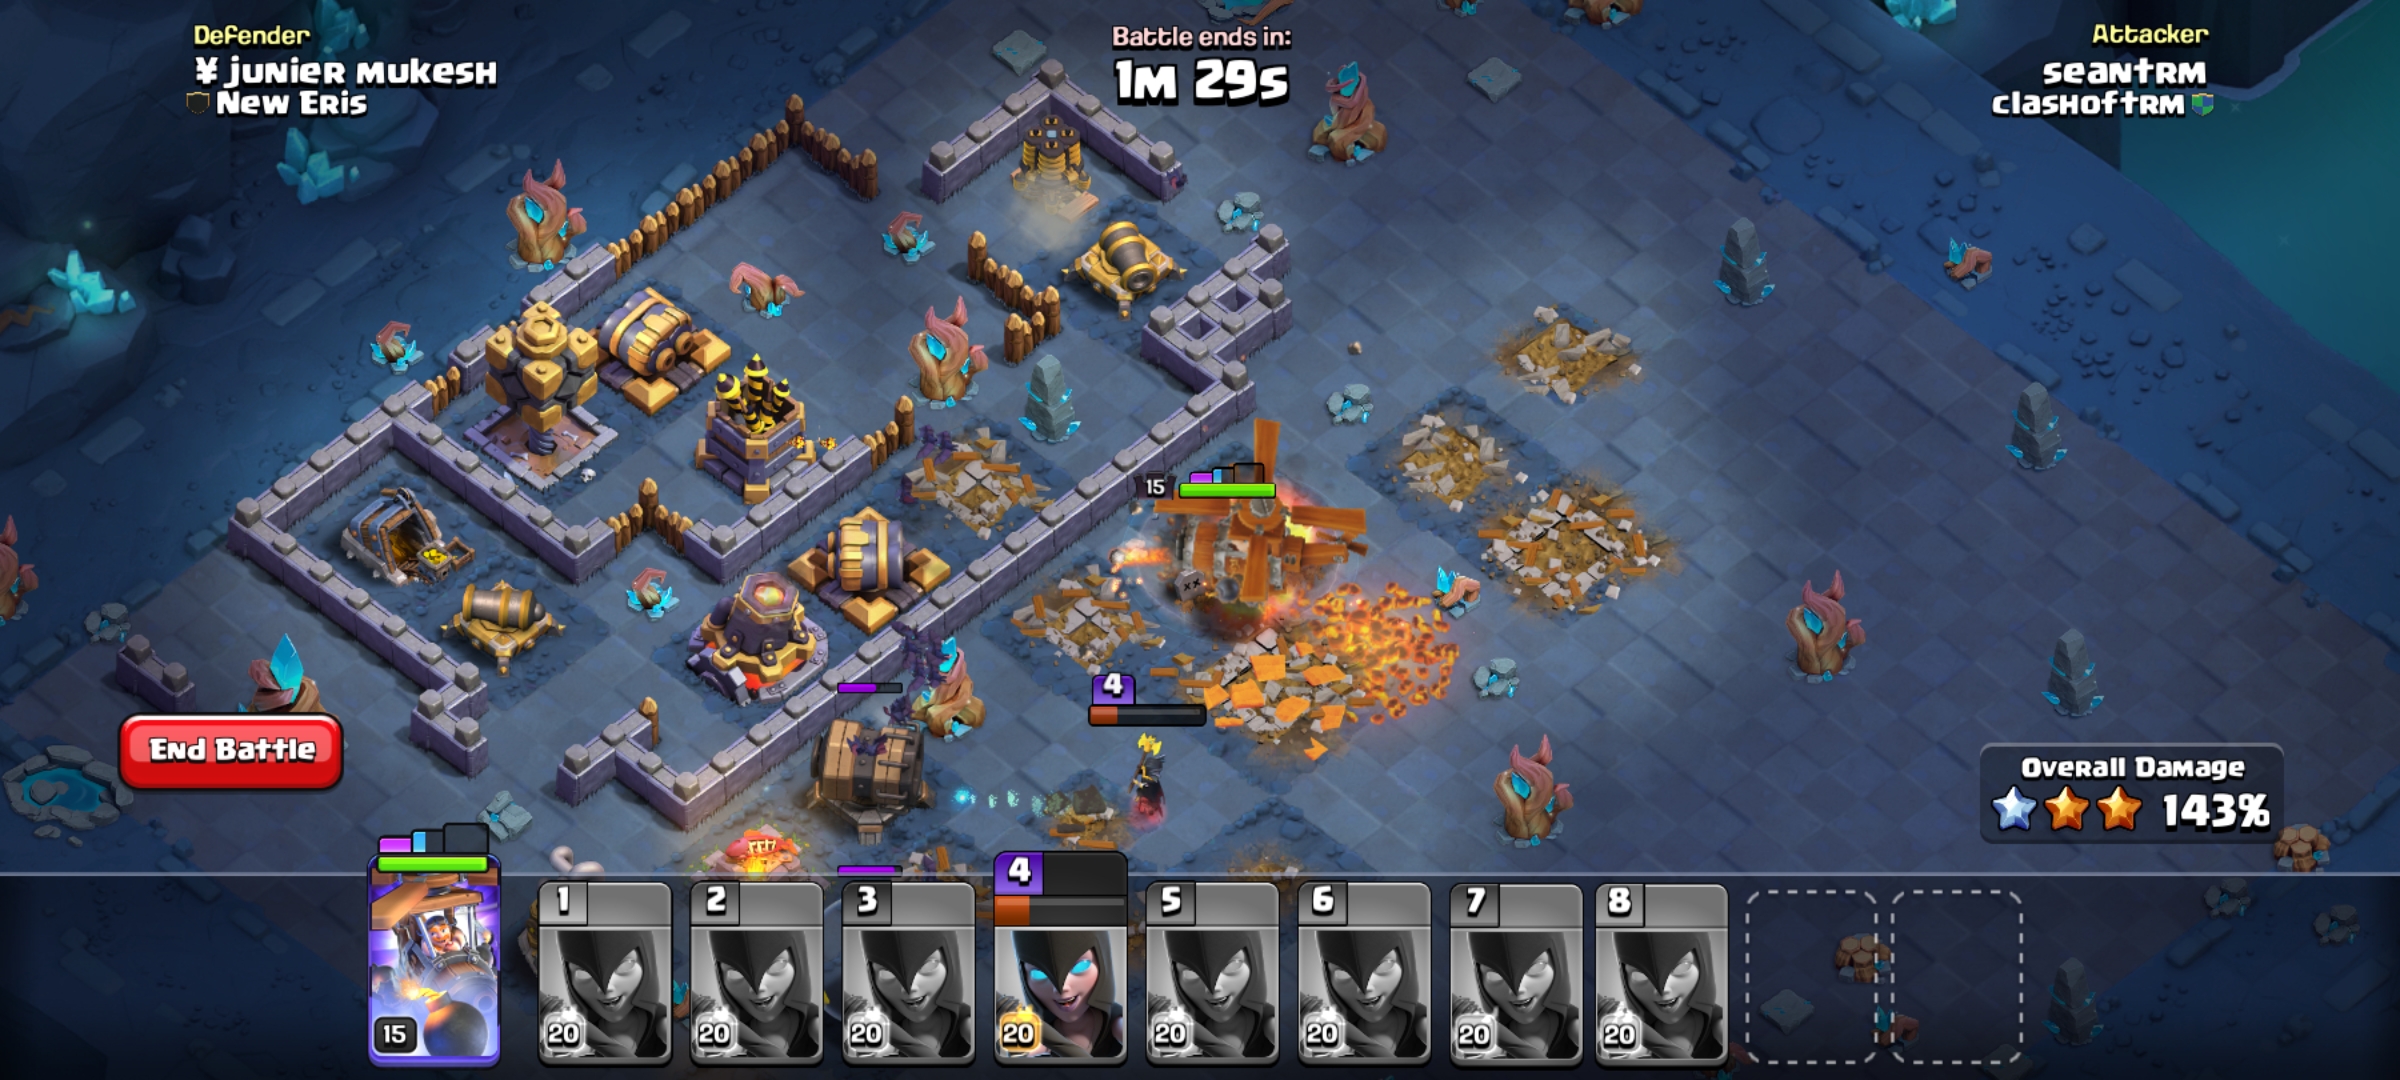 Defender
¥ junier mukesh
New Eris
Battle ends in:
1m 29s
Attacker
seantrm
clashoftrm
15
4
End Battle
Overall Damage
143%
4
1
2
3
5
6
7
8
15
20
20
20
20
20
20
20
20